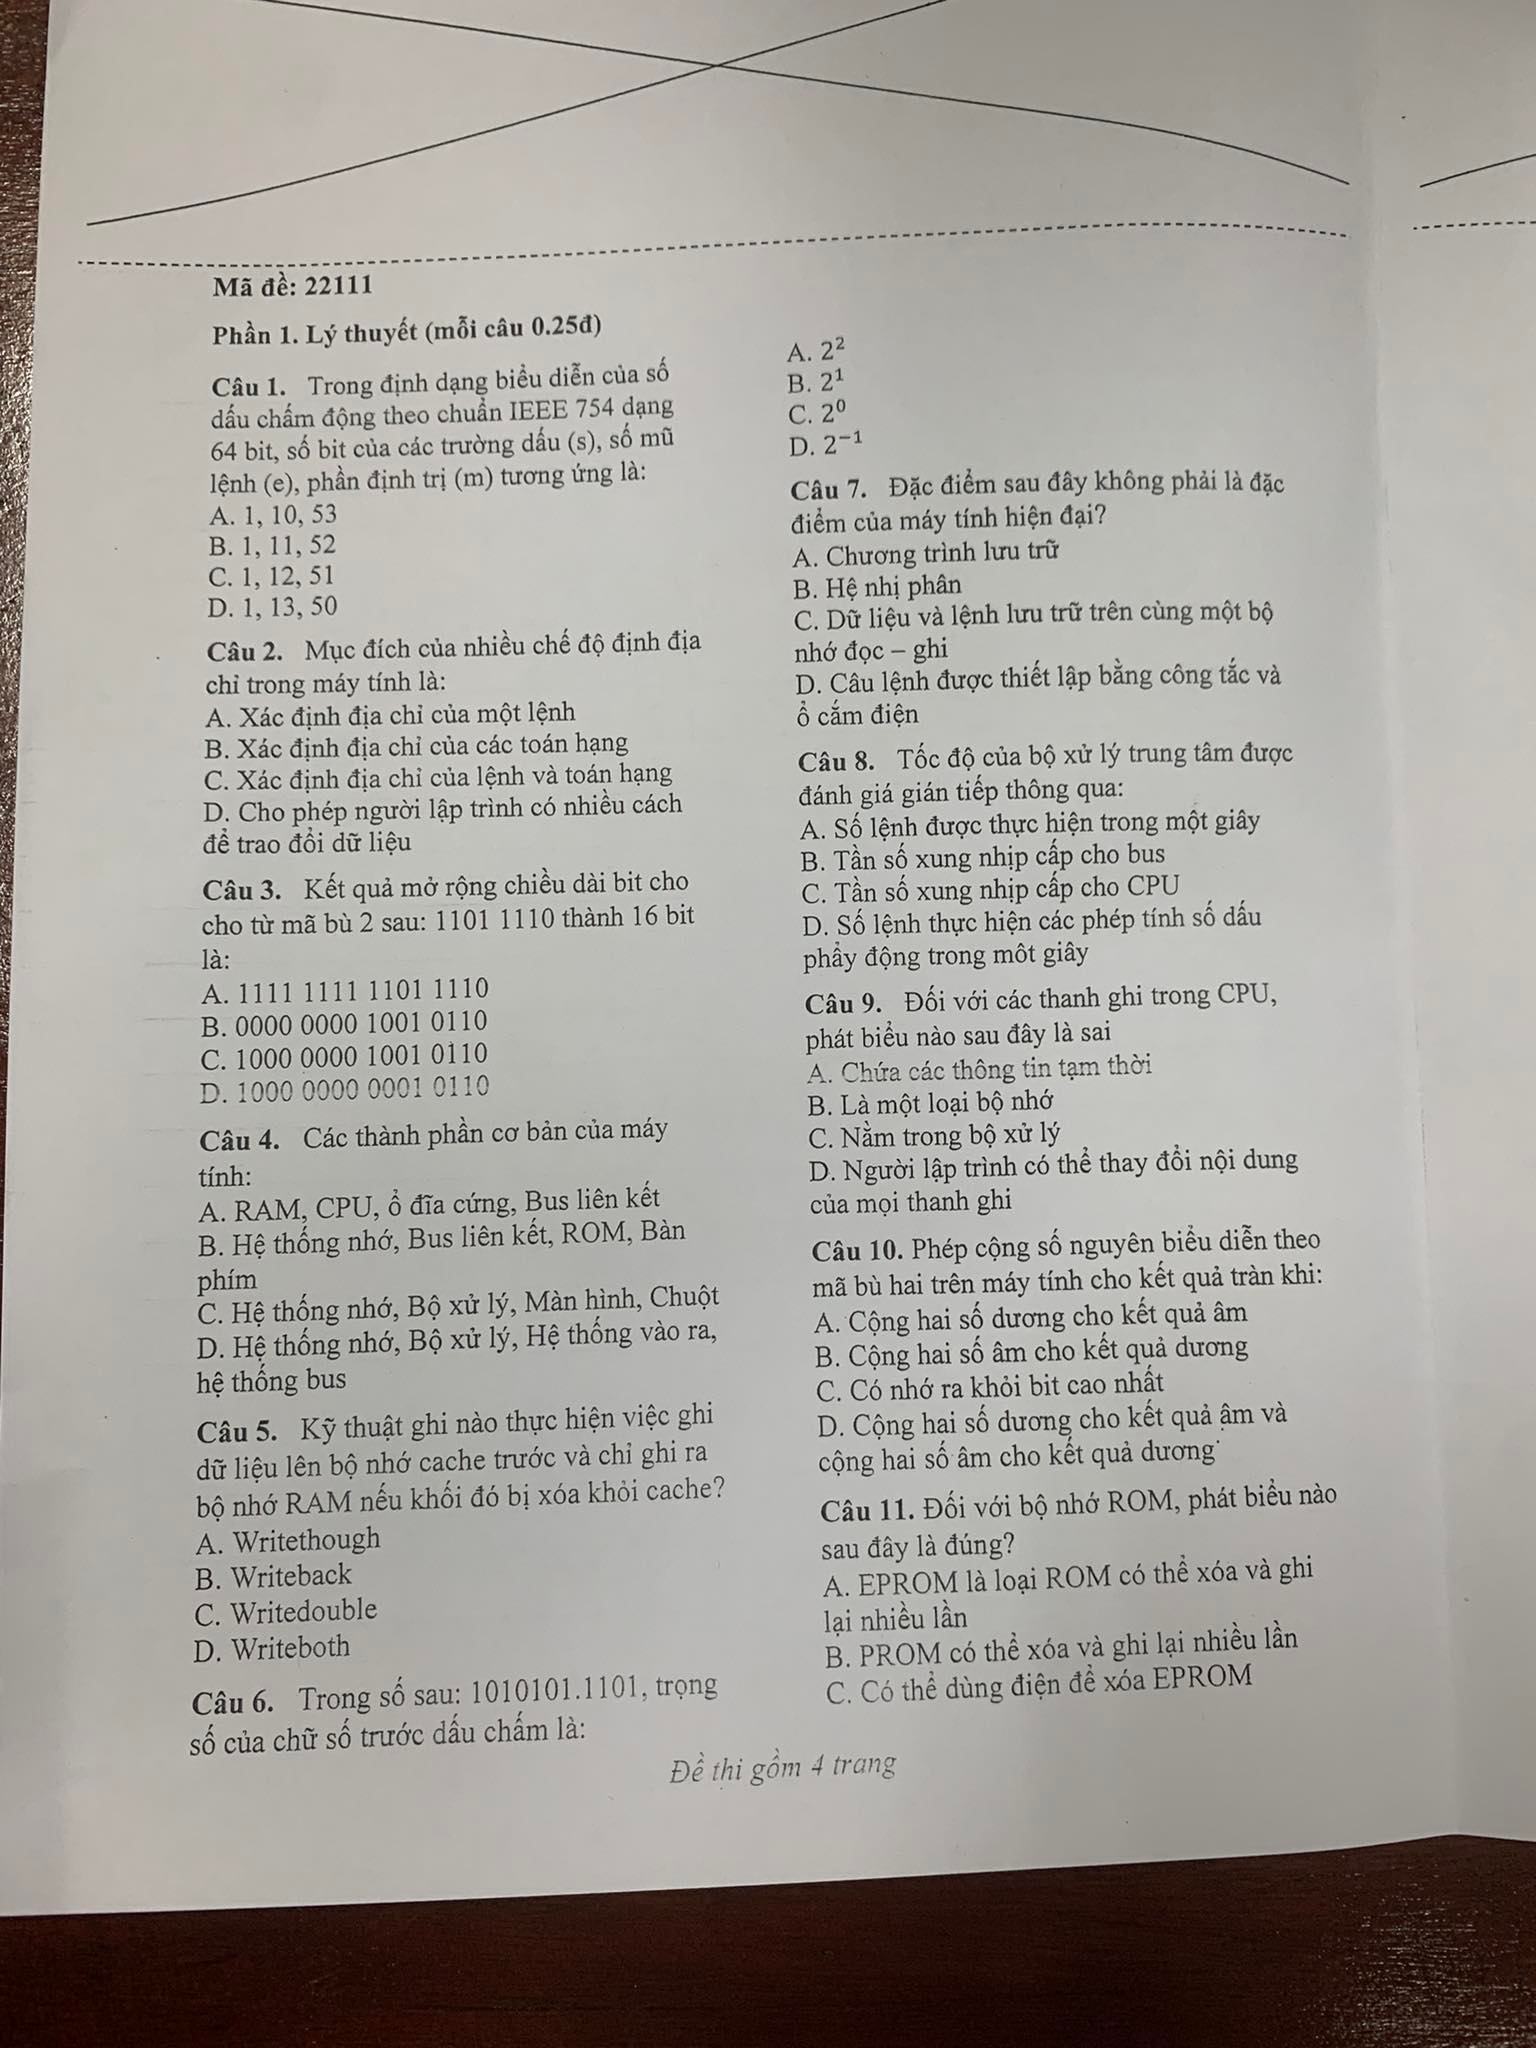 Mã đề: 22111
Phần 1. Lý thuyết (mỗi câu 0.25đ)
Câu 1. Trong định dạng biểu diễn của số
dấu chấm động theo chuẩn IEEE 754 dạng
64 bit, số bit của các trường dấu (s), số mũ
lệnh (e), phần định trị (m) tương ứng là:
A. 1, 10, 53
B. 1, 11, 52
C. 1, 12, 51
D. 1, 13, 50
Câu 2. Mục đích của nhiều chế độ định địa
chỉ trong máy tính là:
A. Xác định địa chỉ của một lệnh
B. Xác định địa chỉ của các toán hạng
C. Xác định địa chỉ của lệnh và toán hạng
D. Cho phép người lập trình có nhiều cách
để trao đổi dữ liệu
Câu 3. Kết quả mở rộng chiều dài bit cho
cho từ mã bù 2 sau: 1101 1110 thành 16 bit
là:
A. 1111 1111 1101 1110
B. 0000 0000 1001 0110
C. 1000 0000 1001 0110
D. 1000 0000 0001 0110
Câu 4. Các thành phần cơ bản của máy
tính:
A. RAM, CPU, ổ đĩa cứng, Bus liên kết
B. Hệ thống nhớ, Bus liên kết, ROM, Bàn
phím
C. Hệ thống nhớ, Bộ xử lý, Màn hình, Chuột
D. Hệ thống nhớ, Bộ xử lý, Hệ thống vào ra,
hệ thống bus
Câu 5. Kỹ thuật ghi nào thực hiện việc ghi
dữ liệu lên bộ nhớ cache trước và chỉ ghi ra
bộ nhớ RAM nếu khối đó bị xóa khỏi cache?
A. Writethough
B. Writeback
C. Writedouble
D. Writeboth
Câu 6. Trong số sau: 1010101.1101, trọng
số của chữ số trước dấu chấm là:
A. 2²
B. 2¹
C. 2⁰
D. 2⁻¹
Câu 7. Đặc điểm sau đây không phải là đặc
điểm của máy tính hiện đại?
A. Chương trình lưu trữ
B. Hệ nhị phân
C. Dữ liệu và lệnh lưu trữ trên cùng một bộ
nhớ đọc – ghi
D. Câu lệnh được thiết lập bằng công tắc và
ổ cắm điện
Câu 8. Tốc độ của bộ xử lý trung tâm được
đánh giá gián tiếp thông qua:
A. Số lệnh được thực hiện trong một giây
B. Tần số xung nhịp cấp cho bus
C. Tần số xung nhịp cấp cho CPU
D. Số lệnh thực hiện các phép tính số dấu
phẩy động trong môt giây
Câu 9. Đối với các thanh ghi trong CPU,
phát biểu nào sau đây là sai
A. Chứa các thông tin tạm thời
B. Là một loại bộ nhớ
C. Nằm trong bộ xử lý
D. Người lập trình có thể thay đổi nội dung
của mọi thanh ghi
Câu 10. Phép cộng số nguyên biểu diễn theo
mã bù hai trên máy tính cho kết quả tràn khi:
A. Cộng hai số dương cho kết quả âm
B. Cộng hai số âm cho kết quả dương
C. Có nhớ ra khỏi bit cao nhất
D. Cộng hai số dương cho kết quả âm và
cộng hai số âm cho kết quả dương
Câu 11. Đối với bộ nhớ ROM, phát biểu nào
sau đây là đúng?
A. EPROM là loại ROM có thể xóa và ghi
lại nhiều lần
B. PROM có thể xóa và ghi lại nhiều lần
C. Có thể dùng điện để xóa EPROM
Đề thi gồm 4 trang